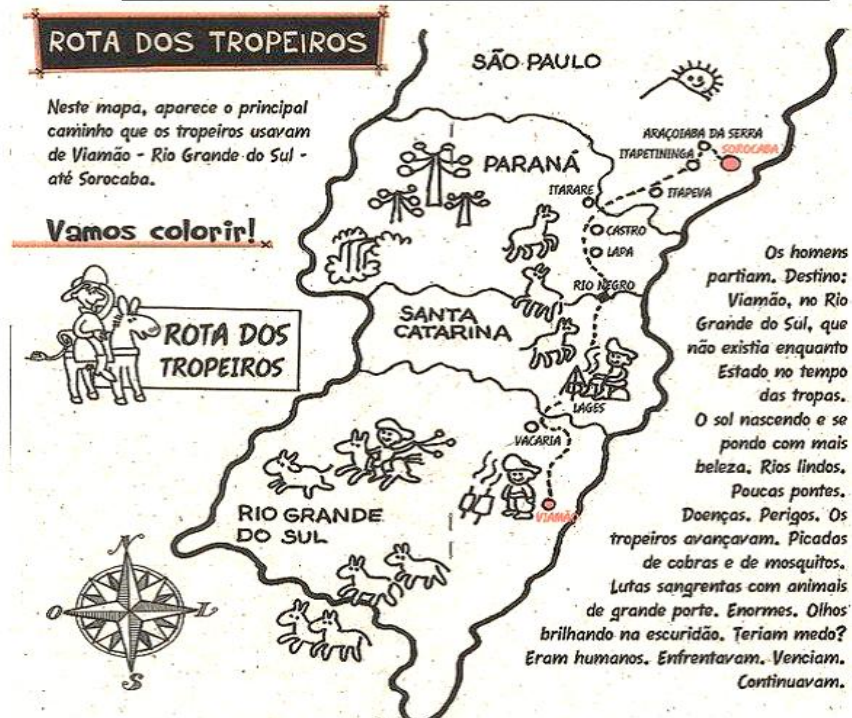 ROTA DOS TROPEIROS
Neste mapa, aparece o principal
caminho que os tropeiros usavam
de Viamão - Rio Grande do Sul -
até Sorocaba.
Vamos colorir!
ROTA DOS
TROPEIROS
SÃO PAULO
ARAÇOIABA DA SERRA
SOROCABA
ITAPETININGA
ITAPEVA
PARANÁ
ITARARE
CASTRO
LAPA
RIO NEGRO
SANTA
CATARINA
LAGES
VACARIA
VIAMÃO
RIO GRANDE
DO SUL
N
O
L
S
Os homens
partiam. Destino:
Viamão, no Rio
Grande do Sul, que
não existia enquanto
Estado no tempo
das tropas.
O sol nascendo e se
pondo com mais
beleza. Rios lindos.
Poucas pontes.
Doenças. Perigos. Os
tropeiros avançavam. Picadas
de cobras e de mosquitos.
Lutas sangrentas com animais
de grande porte. Enormes. Olhos
brilhando na escuridão. Teriam medo?
Eram humanos. Enfrentavam. Venciam.
Continuavam.